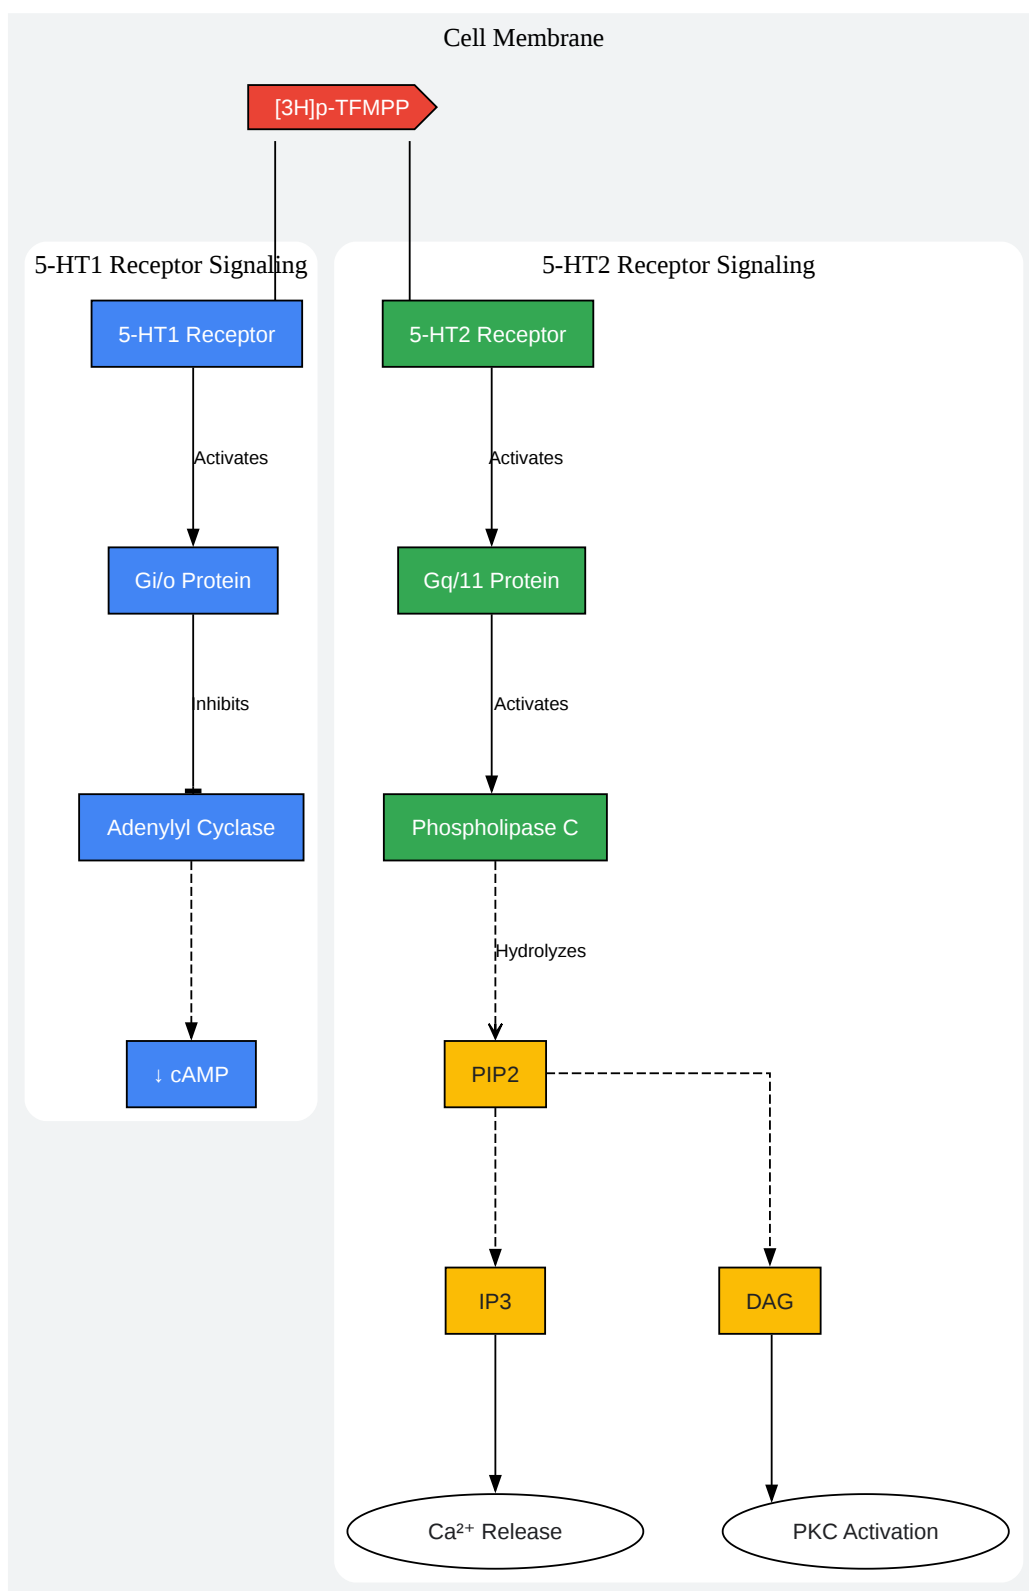 Cell Membrane
[3H]p-TFMPP
5-HT1 Receptor Signaling
5-HT2 Receptor Signaling
5-HT1 Receptor
5-HT2 Receptor
Activates
Activates
Gi/o Protein
Gq/11 Protein
Inhibits
Activates
Adenylyl Cyclase
Phospholipase C
Hydrolyzes
↓ cAMP
PIP2
IP3
DAG
Ca²⁺ Release
PKC Activation